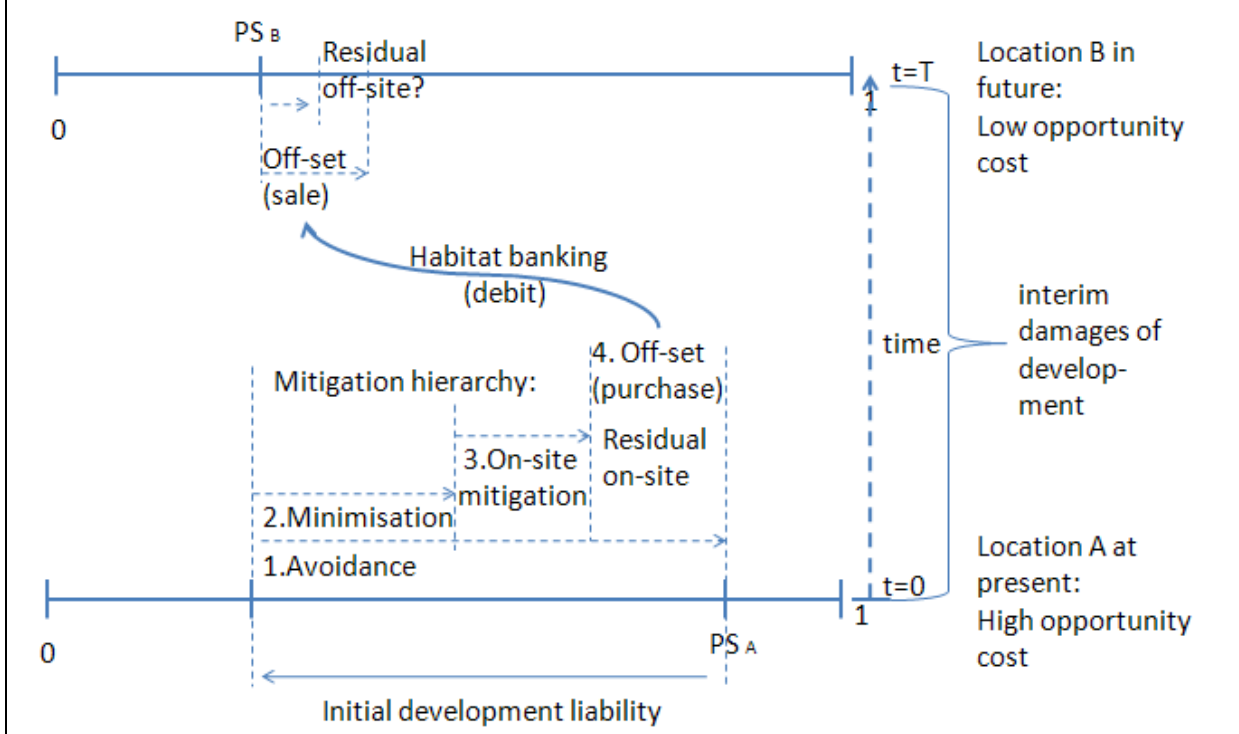 PS B
Residual
off-site?
0
t=T
1
Location B in
future:
Low opportunity
cost
Off-set
(sale)
Habitat banking
(debit)
time
interim
damages of
develop-
ment
4. Off-set
(purchase)
Mitigation hierarchy:
Residual
on-site
3.On-site
mitigation
2.Minimisation
1.Avoidance
t=0
1
Location A at
present:
High opportunity
cost
0
PS A
Initial development liability